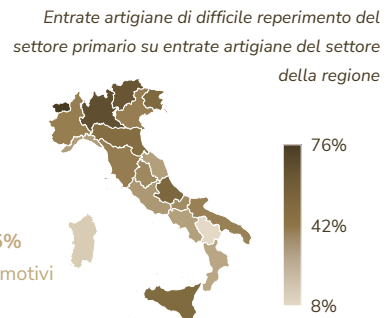 Entrate artigiane di difficile reperimento del
settore primario su entrate artigiane del settore
della regione
76%
42%
%
motivi
8%